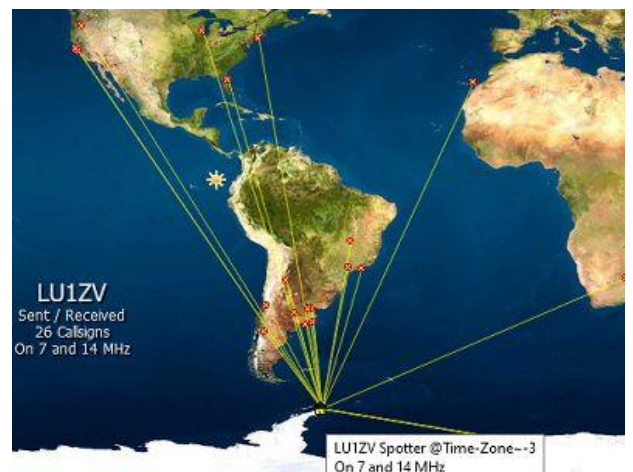 LU1ZV
Sent / Received
26 Callsigns
On 7 and 14 MHz
LU1ZV Spotter @Time-Zone~-3
On 7 and 14 MHz